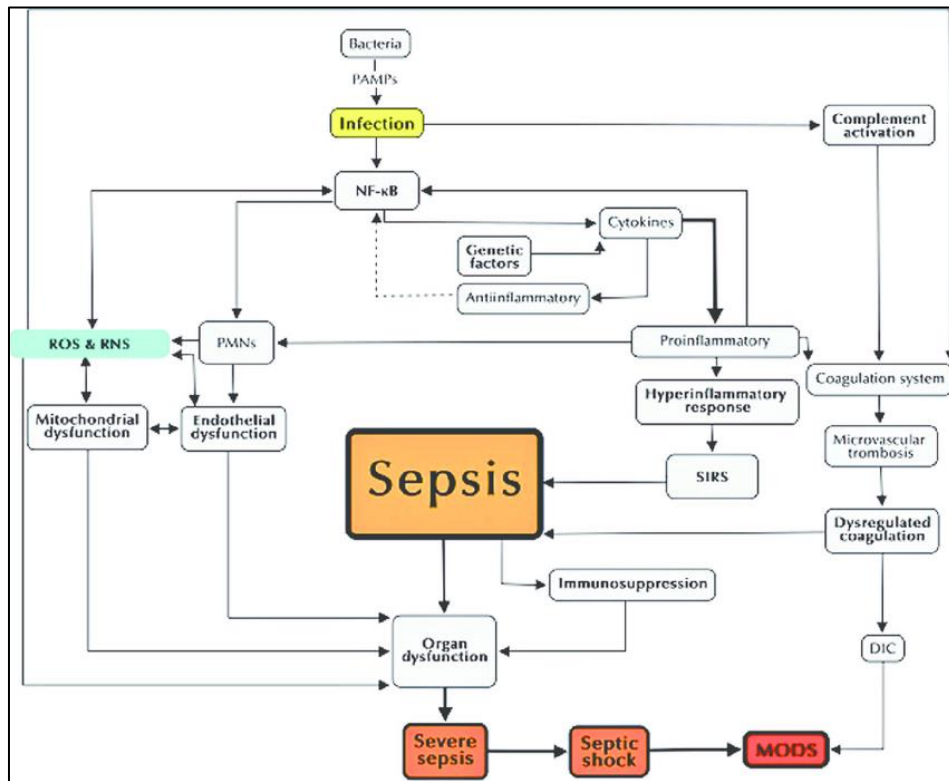 Bacteria
PAMPs
Infection
Complement
activation
NF-κB
Cytokines
Genetic
factors
Antiinflammatory
ROS & RNS
PMNs
Proinflammatory
Coagulation system
Hyperinflammatory
response
Mitochondrial
dysfunction
Endothelial
dysfunction
Microvascular
trombosis
Sepsis
SIRS
Dysregulated
coagulation
Immunosuppression
Organ
dysfunction
DIC
Severe
sepsis
Septic
shock
MODS